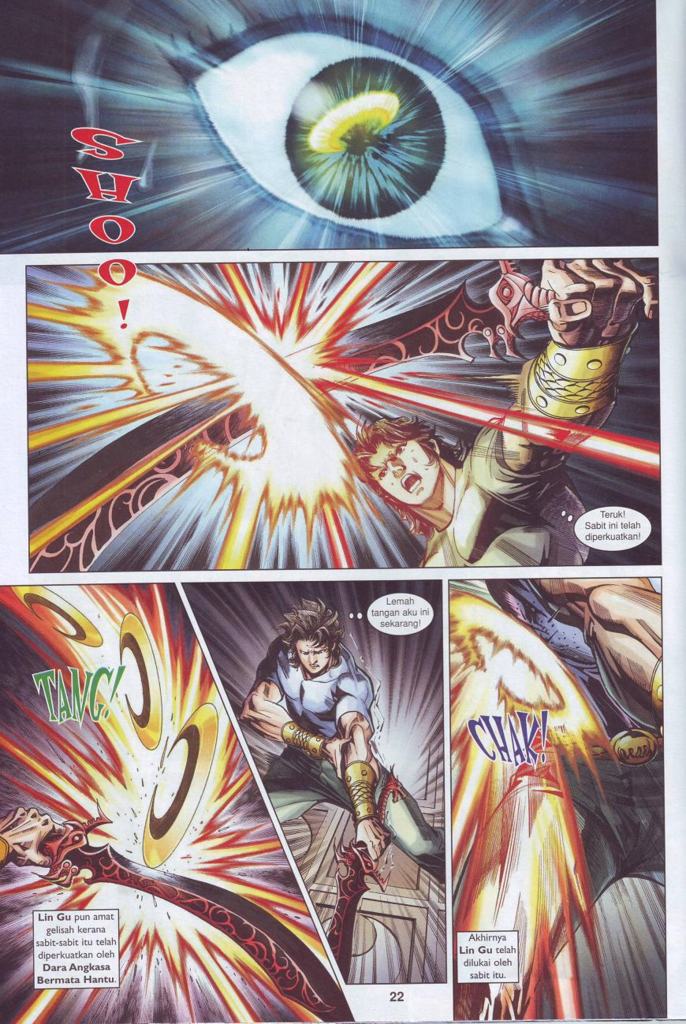 SHOO!
Teruk!
Sabit ini telah
diperkuatkan!
TANG!
Lin Gu pun amat
gelisah kerana
sabit-sabit itu telah
diperkuatkan oleh
Dara Angkasa
Bermata Hantu.
Lemah
tangan aku ini
sekarang!
CHAK!
Akhirnya
Lin Gu telah
dilukai oleh
sabit itu.
22